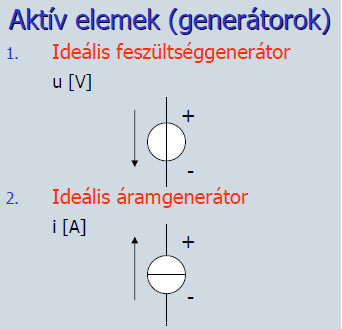 Aktív elemek (generátorok)
1. Ideális feszültséggenerátor
u [V]
+
-
2. Ideális áramgenerátor
i [A]
+
-